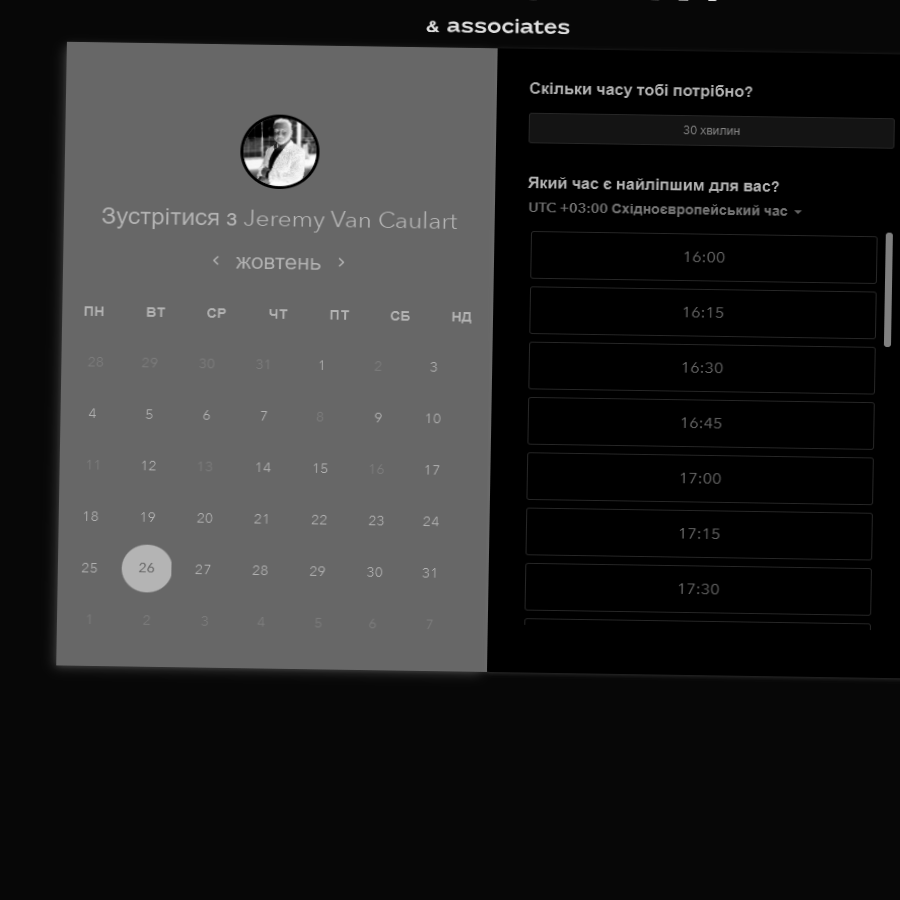 & associates
Зустрітися з Jeremy Van Caulart
жовтень
ПН ВТ СР ЧТ ПТ СБ НД
28 29 30 31 1 2 3
4 5 6 7 8 9 10
11 12 13 14 15 16 17
18 19 20 21 22 23 24
25 26 27 28 29 30 31
1 2 3 4 5 6 7
Скільки часу тобі потрібно?
30 хвилин
Який час є найліпшим для вас?
UTC +03:00 Східноєвропейський час
16:00
16:15
16:30
16:45
17:00
17:15
17:30